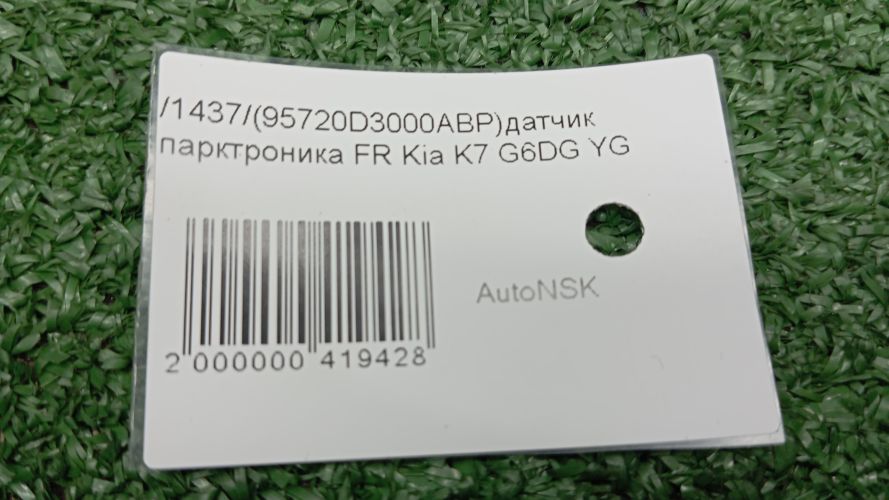 /1437/(95720D3000ABP)датчик
парктроника FR Kia K7 G6DG YG
AutoNSK
2 000000 419428